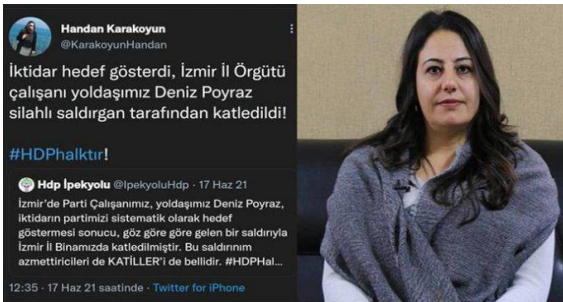 Handan Karakoyun
@KarakoyunHandan
İktidar hedef gösterdi, İzmir İl Örgütü
çalışanı yoldaşımız Deniz Poyraz
silahlı saldırgan tarafından katledildi!
#HDPhalktır!
Hdp İpekyolu @IpekyoluHdp · 17 Haz 21
İzmir'de Parti Çalışanımız, yoldaşımız Deniz Poyraz,
iktidarın partimizi sistematik olarak hedef
göstermesi sonucu, göz göre göre gelen bir saldırıyla
İzmir İl Binamızda katledilmiştir. Bu saldırınım
azmettiricileri de KATİLLER'i de bellidir. #HDPHal...
12:35 · 17 Haz 21 saatinde · Twitter for iPhone